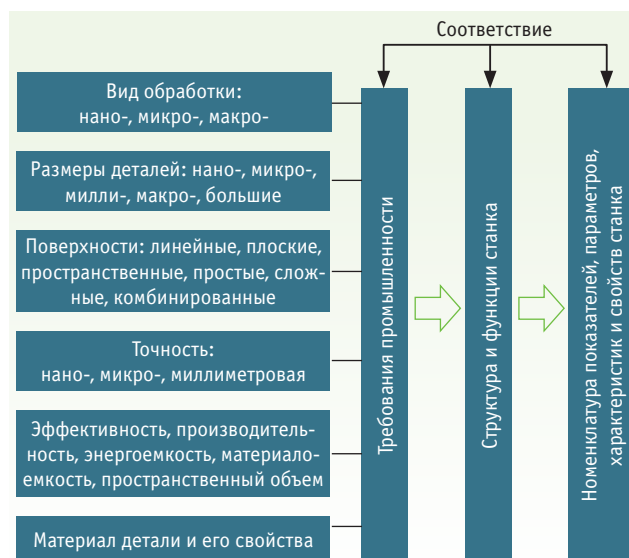 Соответствие
Вид обработки:
нано-, микро-, макро-
Размеры деталей: нано-, микро-,
милли-, макро-, большие
Поверхности: линейные, плоские,
пространственные, простые, слож-
ные, комбинированные
Точность:
нано-, микро-, миллиметровая
Эффективность, производитель-
ность, энергоемкость, материало-
емкость, пространственный объем
Материал детали и его свойства
Требования промышленности
Структура и функции станка
Номенклатура показателей, параметров,
характеристик и свойств станка